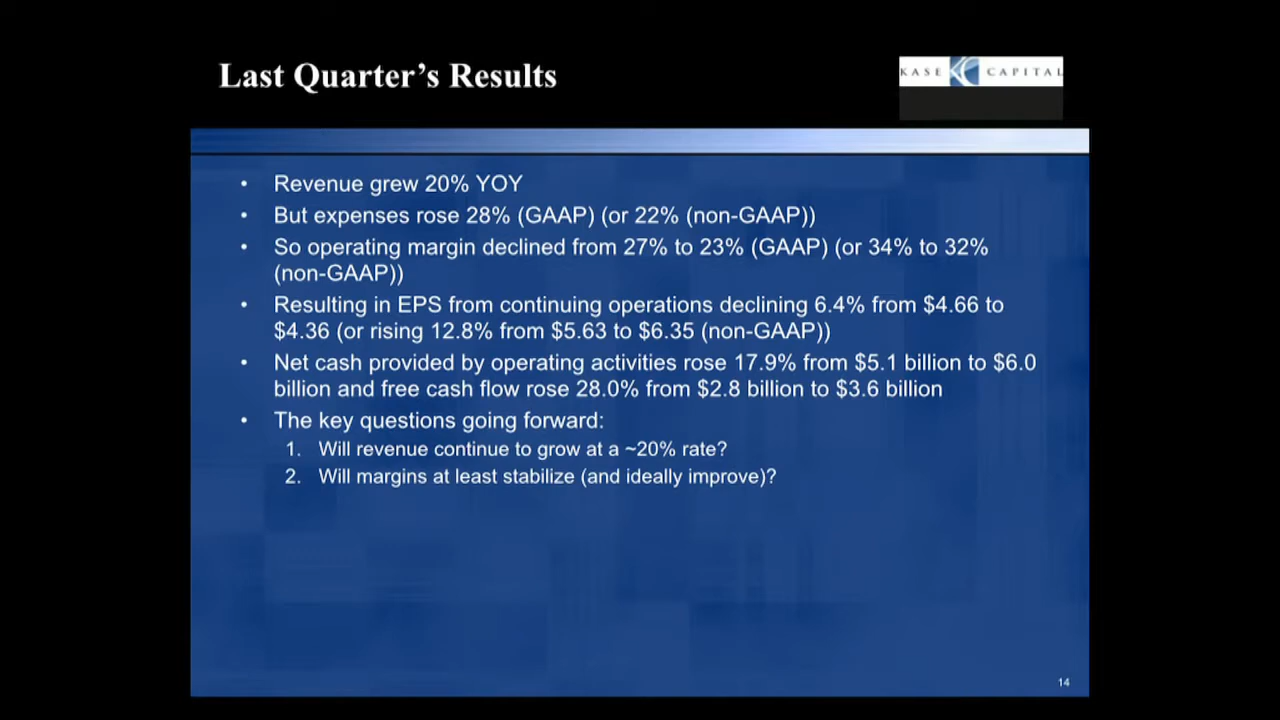 Last Quarter's Results
KASE CAPITAL
• Revenue grew 20% YOY
• But expenses rose 28% (GAAP) (or 22% (non-GAAP))
• So operating margin declined from 27% to 23% (GAAP) (or 34% to 32%
(non-GAAP))
• Resulting in EPS from continuing operations declining 6.4% from $4.66 to
$4.36 (or rising 12.8% from $5.63 to $6.35 (non-GAAP))
• Net cash provided by operating activities rose 17.9% from $5.1 billion to $6.0
billion and free cash flow rose 28.0% from $2.8 billion to $3.6 billion
• The key questions going forward:
1. Will revenue continue to grow at a ~20% rate?
2. Will margins at least stabilize (and ideally improve)?
14